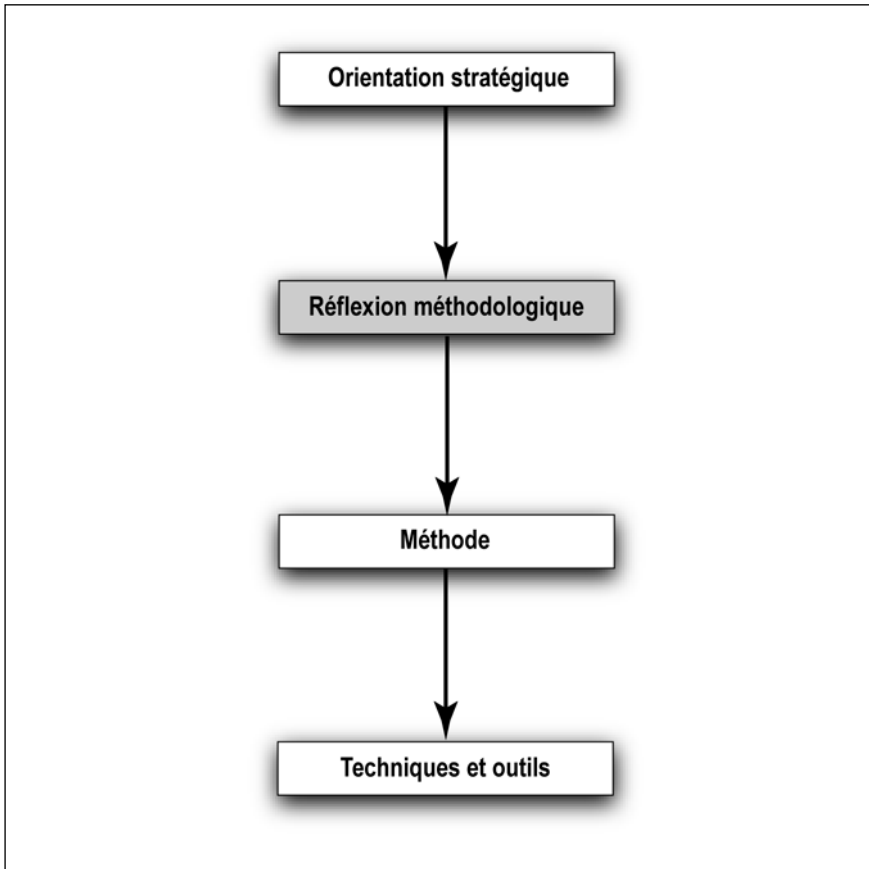 Orientation stratégique
Réflexion méthodologique
Méthode
Techniques et outils